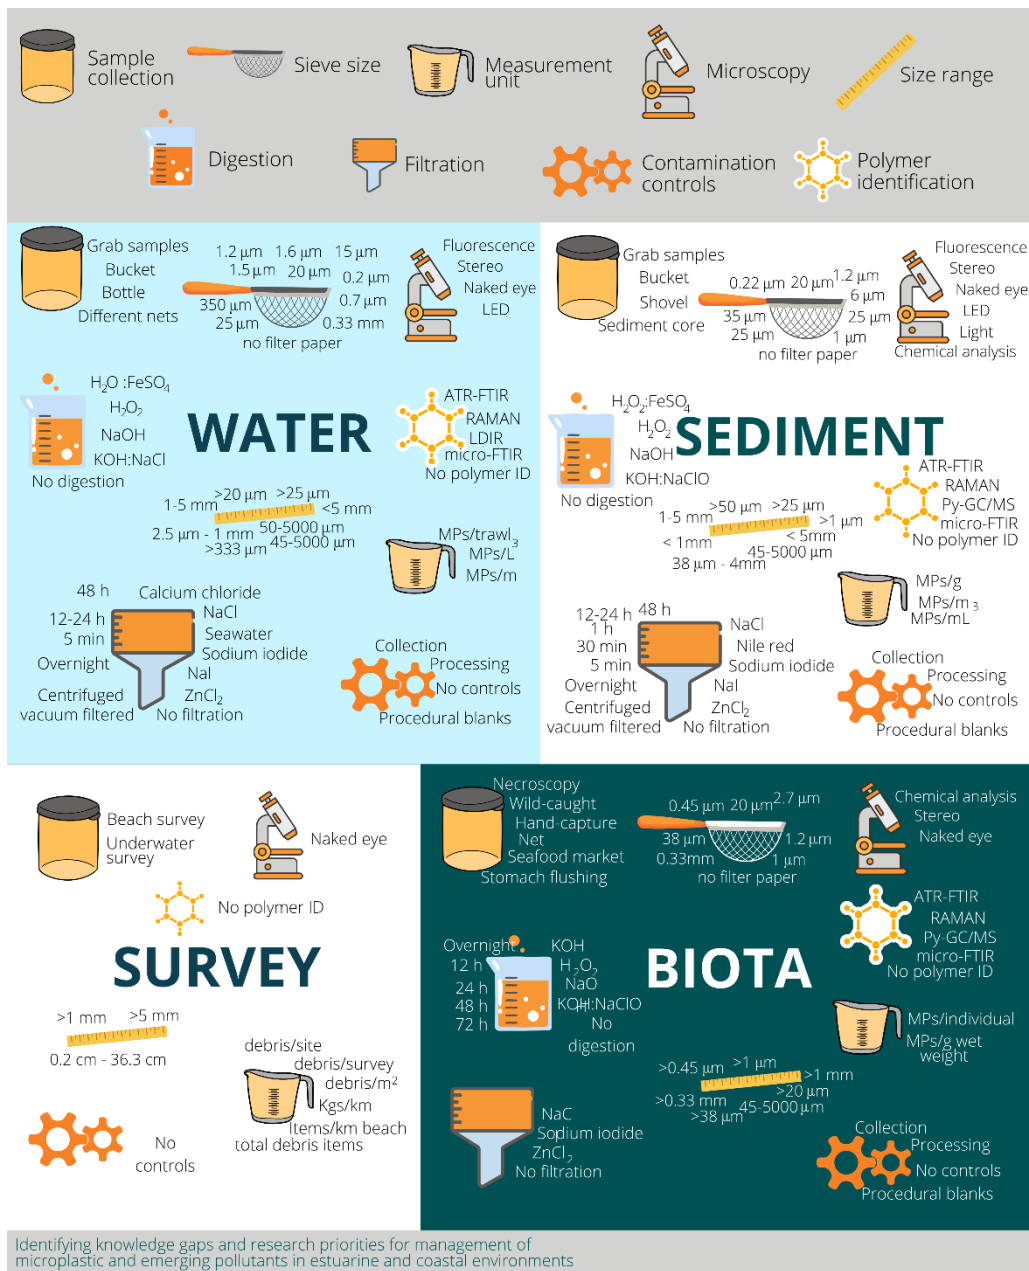 Sample
collection
Sieve size
Measurement
unit
Microscopy
Size range
Digestion
Filtration
Contamination
controls
Polymer
identification
Grab samples
Bucket
Bottle
Different nets
1.2 μm 1.6 μm 15 μm
1.5 μm 20 μm 0.2 μm
350 μm 0.7 μm
25 μm 0.33 mm
no filter paper
Fluorescence
Stereo
Naked eye
LED
H₂O :FeSO₄
H₂O₂
NaOH
KOH:NaCl
No digestion
WATER
ATR-FTIR
RAMAN
LDIR
micro-FTIR
No polymer ID
>20 μm >25 μm
1-5 mm <5 mm
2.5 μm - 1 mm 50-5000 μm
>333 μm 45-5000 μm
MPs/trawl
MPs/L
MPs/m
3
48 h
12-24 h
5 min
Overnight
Centrifuged
vacuum filtered
Calcium chloride
NaCl
Seawater
Sodium iodide
NaI
ZnCl₂
No filtration
Collection
Processing
No controls
Procedural blanks
Grab samples
Bucket
Shovel
Sediment core
0.22 μm 20 μm 1.2 μm
6 μm
35 μm 25 μm
25 μm 1 μm
no filter paper
Fluorescence
Stereo
Naked eye
LED
Light
Chemical analysis
H₂O₂:FeSO₄
H₂O₂
NaOH
KOH:NaClO
No digestion
SEDIMENT
ATR-FTIR
RAMAN
Py-GC/MS
micro-FTIR
No polymer ID
>50 μm >25 μm
1-5 mm >1 μm
< 1mm < 5mm
38 μm - 4mm 45-5000 μm
MPs/g
MPs/m 3
MPs/mL
48 h
12-24 h
1 h
30 min
5 min
Overnight
Centrifuged
vacuum filtered
NaCl
Nile red
Sodium iodide
NaI
ZnCl₂
No filtration
Collection
Processing
No controls
Procedural blanks
Beach survey
Underwater
survey
Naked eye
No polymer ID
SURVEY
>1 mm >5 mm
0.2 cm - 36.3 cm
debris/site
debris/survey
debris/m²
Kgs/km
Items/km beach
total debris items
No
controls
Necroscopy
Wild-caught
Hand-capture
Net
Seafood market
Stomach flushing
0.45 μm 20 μm 2.7 μm
38 μm 1.2 μm
0.33mm 1 μm
no filter paper
Chemical analysis
Stereo
Naked eye
ATR-FTIR
RAMAN
Py-GC/MS
micro-FTIR
No polymer ID
Overnight
12 h
24 h
48 h
72 h
KOH
H₂O₂
NaO
H
KOH:NaClO
No
digestion
BIOTA
MPs/individual
MPs/g wet
weight
>0.45 μm >1 μm >1 mm
>20 μm
>0.33 mm 45-5000 μm
>38 μm
NaC
l
Sodium iodide
ZnCl₂
No filtration
Collection
Processing
No controls
Procedural blanks
Identifying knowledge gaps and research priorities for management of
microplastic and emerging pollutants in estuarine and coastal environments